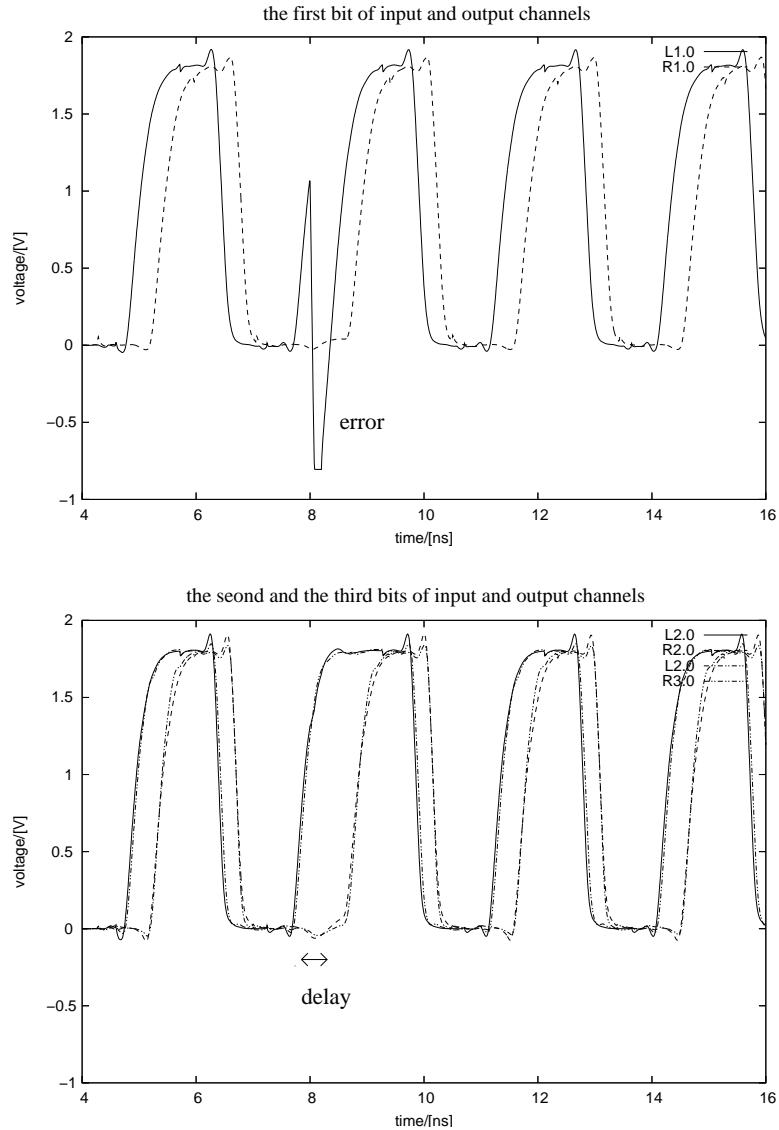 the first bit of input and output channels
2
1.5
1
0.5
0
−0.5
−1
voltage/[V]
L1.0
R1.0
error
4
6
8
10
12
14
16
time/[ns]
the seond and the third bits of input and output channels
2
1.5
1
0.5
0
−0.5
−1
voltage/[V]
L2.0
R2.0
L2.0
R3.0
delay
4
6
8
10
12
14
16
time/[ns]